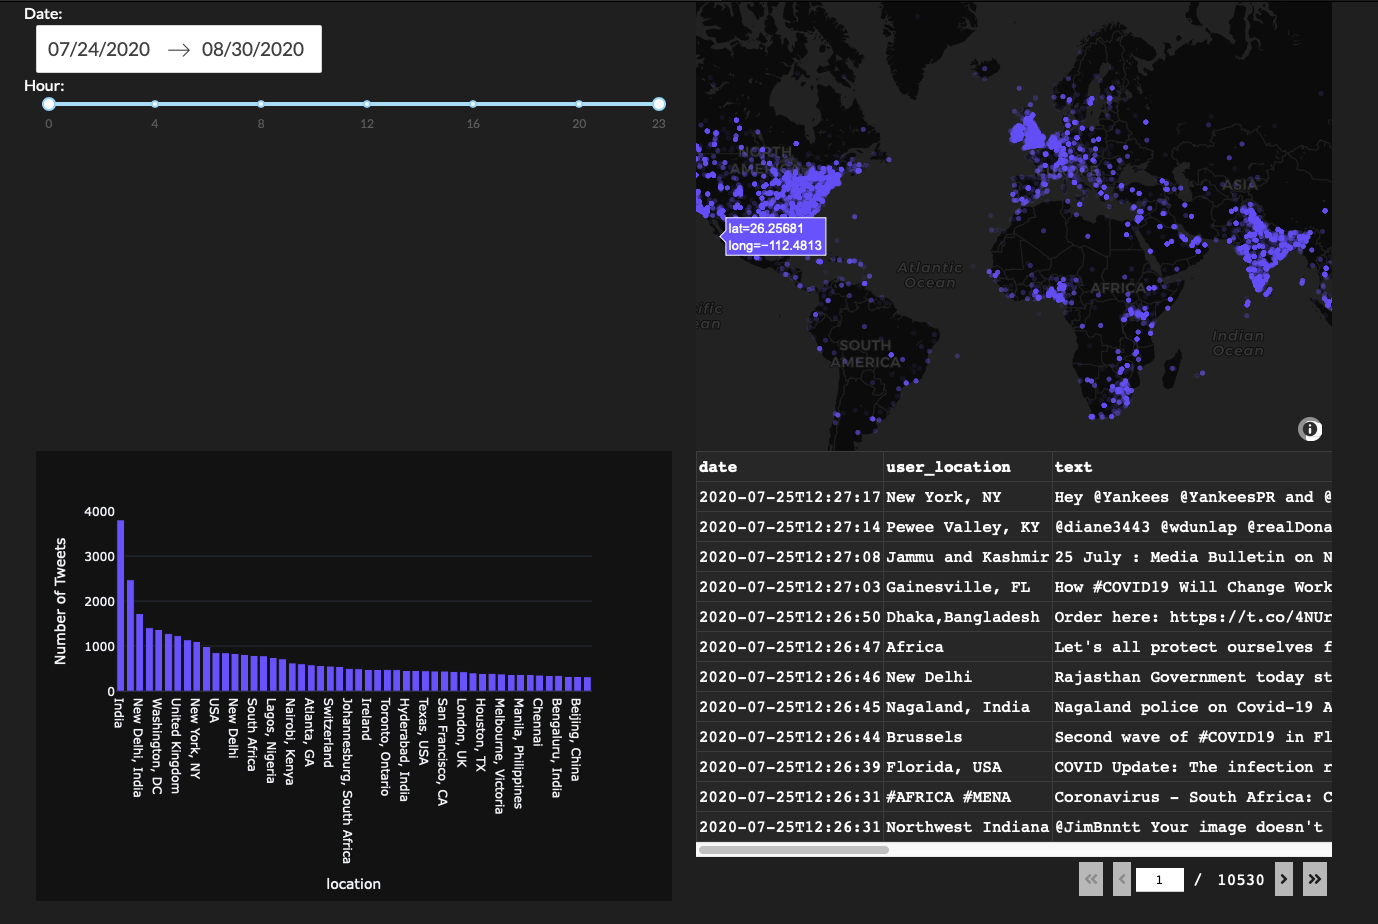 Date:
07/24/2020 → 08/30/2020
Hour:
0 4 8 12 16 20 23
NORTH
AMERICA
lat=26.25681
long=−112.4813
Atlantic
Ocean
ASIA
AFRICA
SOUTH
AMERICA
Indian
Ocean
Number of Tweets
4000
3000
2000
1000
0
India
New Delhi, India
Washington, DC
United Kingdom
New York, NY
USA
New Delhi
South Africa
Lagos, Nigeria
Nairobi, Kenya
Atlanta, GA
Switzerland
Johannesburg, South Africa
Ireland
Toronto, Ontario
Hyderabad, India
Texas, USA
San Francisco, CA
London, UK
Houston, TX
Melbourne, Victoria
Manila, Philippines
Chennai
Bengaluru, India
Beijing, China
location
date user_location text
2020-07-25T12:27:17 New York, NY Hey @Yankees @YankeesPR and @
2020-07-25T12:27:14 Pewee Valley, KY @diane3443 @wdunlap @realDona
2020-07-25T12:27:08 Jammu and Kashmir 25 July : Media Bulletin on N
2020-07-25T12:27:03 Gainesville, FL How #COVID19 Will Change Work
2020-07-25T12:26:50 Dhaka,Bangladesh Order here: https://t.co/4NUr
2020-07-25T12:26:47 Africa Let's all protect ourselves f
2020-07-25T12:26:46 New Delhi Rajasthan Government today st
2020-07-25T12:26:45 Nagaland, India Nagaland police on Covid-19 A
2020-07-25T12:26:44 Brussels Second wave of #COVID19 in Fl
2020-07-25T12:26:39 Florida, USA COVID Update: The infection r
2020-07-25T12:26:31 #AFRICA #MENA Coronavirus - South Africa: C
2020-07-25T12:26:31 Northwest Indiana @JimBnntt Your image doesn't
1 / 10530